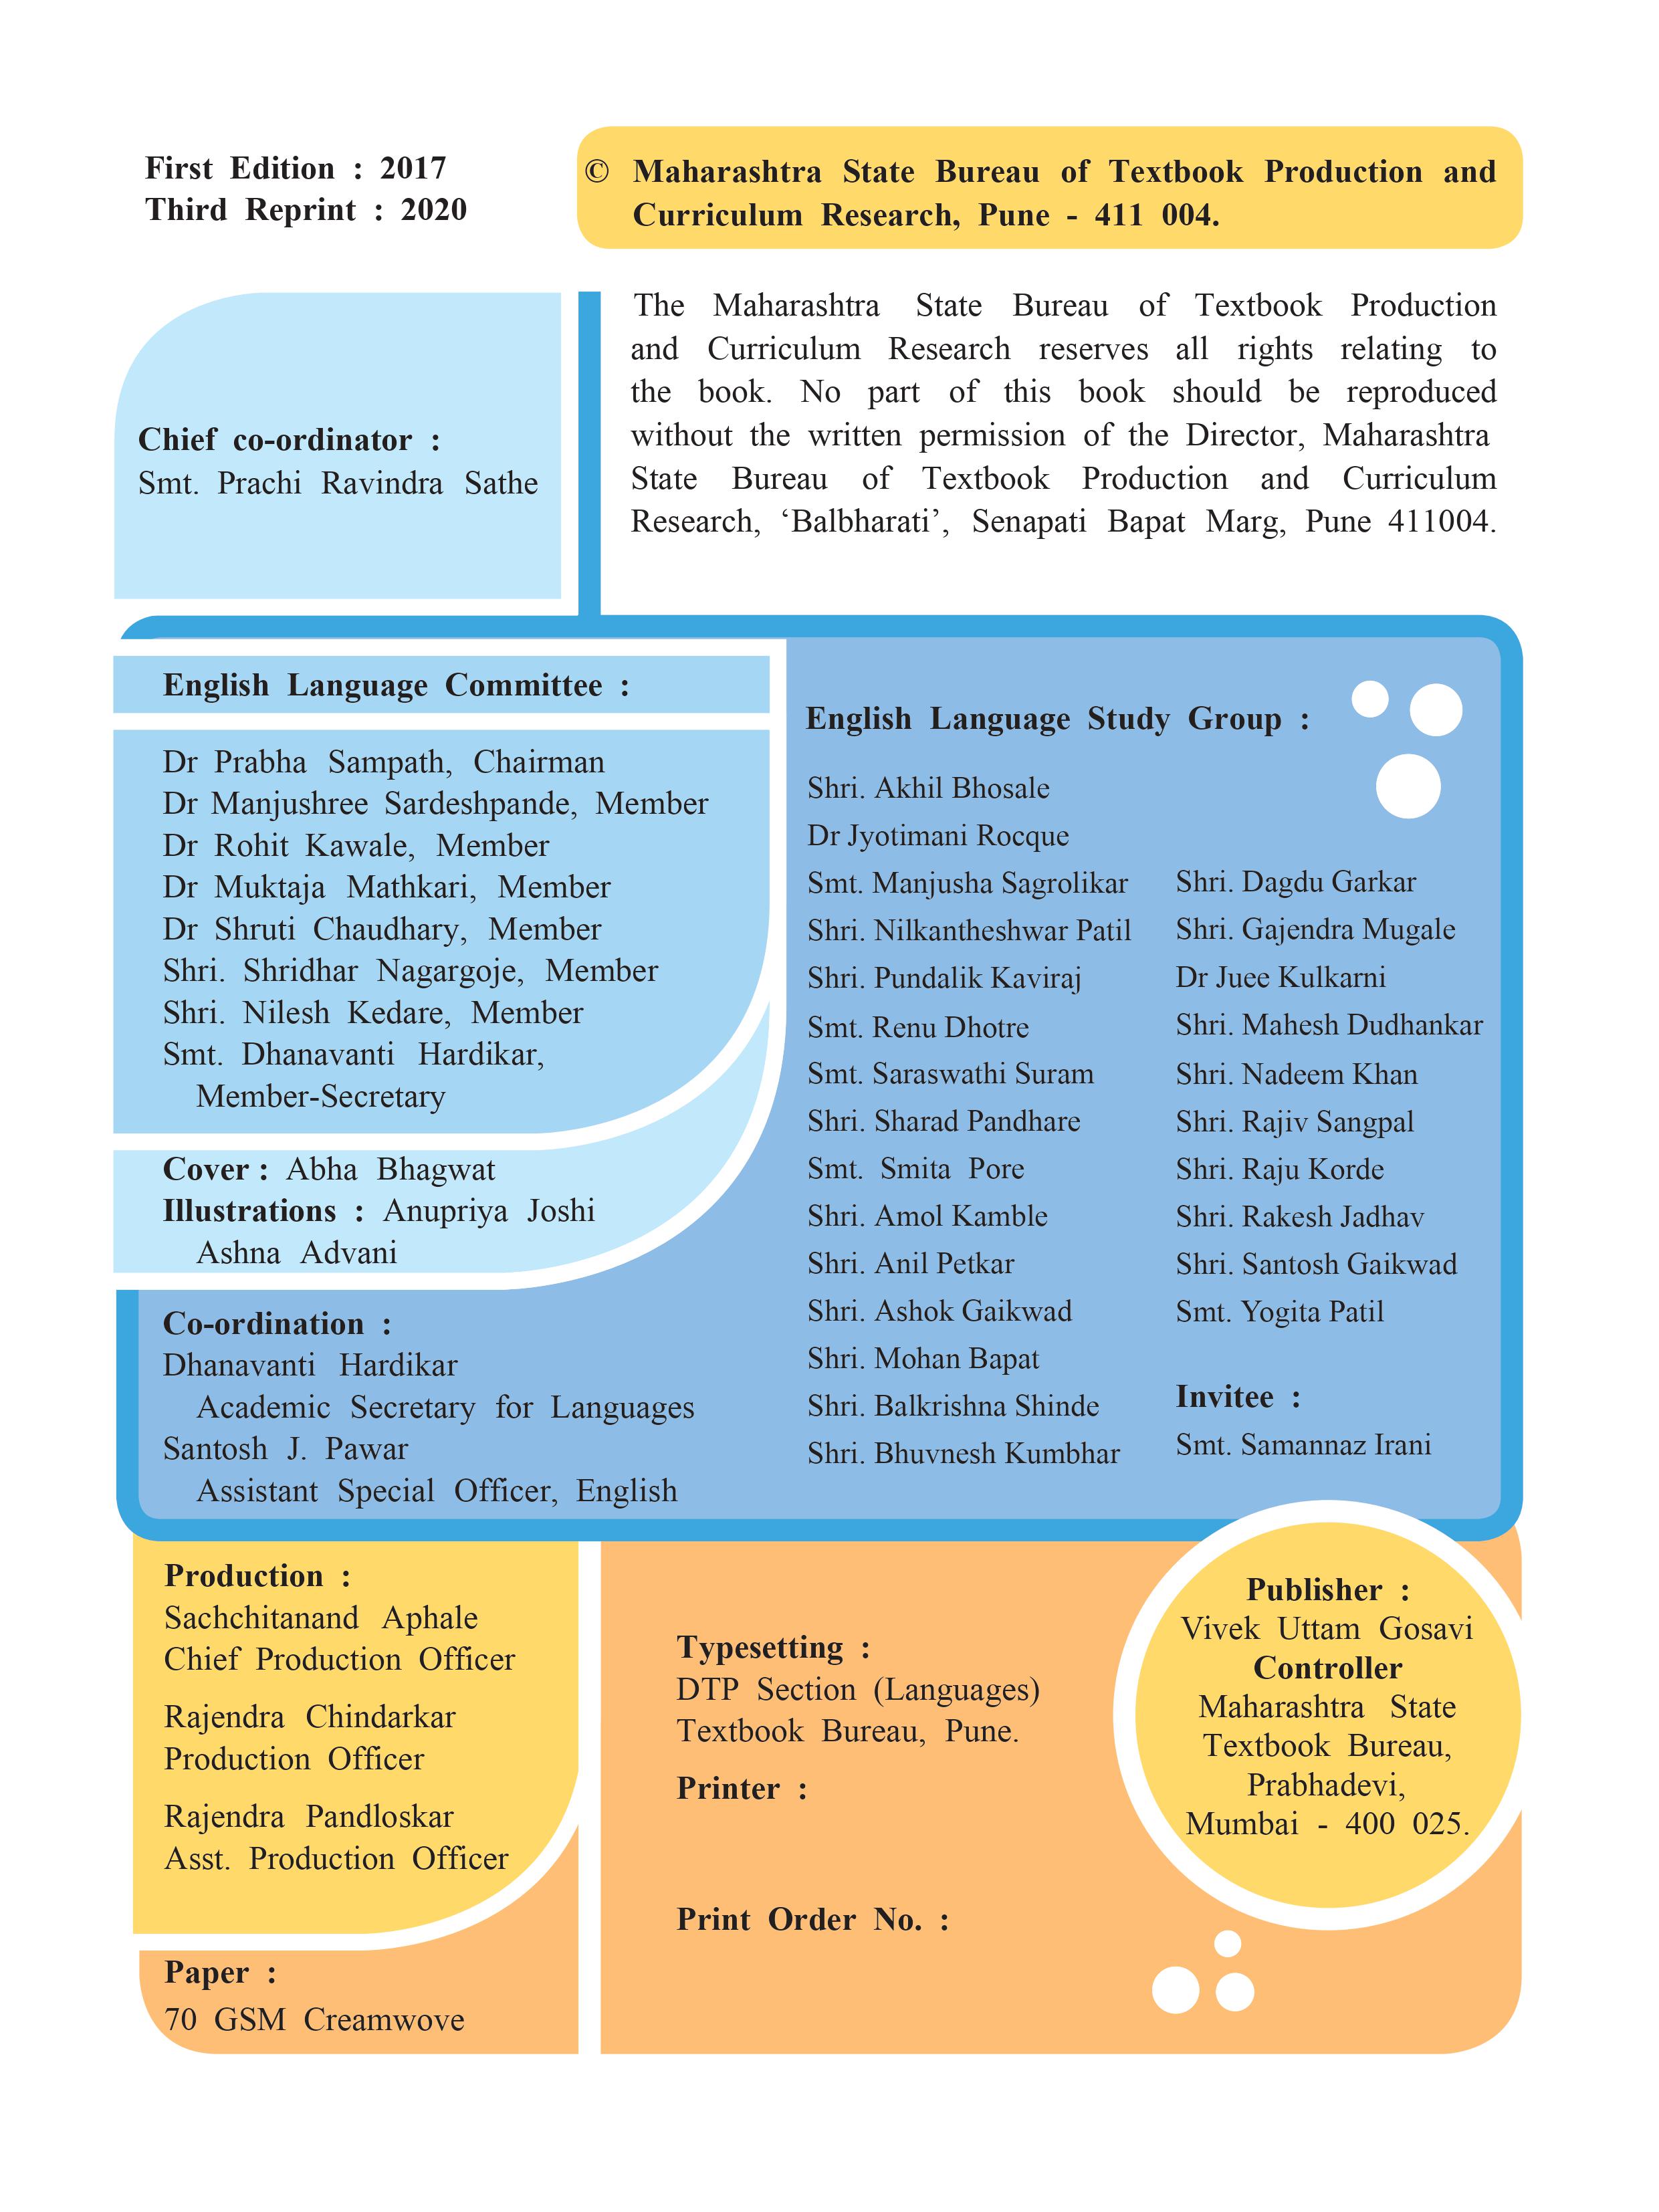 First Edition : 2017
Third Reprint : 2020
© Maharashtra State Bureau of Textbook Production and
Curriculum Research, Pune - 411 004.
The Maharashtra State Bureau of Textbook Production
and Curriculum Research reserves all rights relating to
the book. No part of this book should be reproduced
without the written permission of the Director, Maharashtra
State Bureau of Textbook Production and Curriculum
Research, ‘Balbharati’, Senapati Bapat Marg, Pune 411004.
Chief co-ordinator :
Smt. Prachi Ravindra Sathe
English Language Committee :
Dr Prabha Sampath, Chairman
Dr Manjushree Sardeshpande, Member
Dr Rohit Kawale, Member
Dr Muktaja Mathkari, Member
Dr Shruti Chaudhary, Member
Shri. Shridhar Nagargoje, Member
Shri. Nilesh Kedare, Member
Smt. Dhanavanti Hardikar,
Member-Secretary
Cover : Abha Bhagwat
Illustrations : Anupriya Joshi
Ashna Advani
Co-ordination :
Dhanavanti Hardikar
Academic Secretary for Languages
Santosh J. Pawar
Assistant Special Officer, English
English Language Study Group :
Shri. Akhil Bhosale
Dr Jyotimani Rocque
Smt. Manjusha Sagrolikar
Shri. Nilkantheshwar Patil
Shri. Pundalik Kaviraj
Smt. Renu Dhotre
Smt. Saraswathi Suram
Shri. Sharad Pandhare
Smt. Smita Pore
Shri. Amol Kamble
Shri. Anil Petkar
Shri. Ashok Gaikwad
Shri. Mohan Bapat
Shri. Balkrishna Shinde
Shri. Bhuvnesh Kumbhar
Shri. Dagdu Garkar
Shri. Gajendra Mugale
Dr Juee Kulkarni
Shri. Mahesh Dudhankar
Shri. Nadeem Khan
Shri. Rajiv Sangpal
Shri. Raju Korde
Shri. Rakesh Jadhav
Shri. Santosh Gaikwad
Smt. Yogita Patil
Invitee :
Smt. Samannaz Irani
Production :
Sachchitanand Aphale
Chief Production Officer
Rajendra Chindarkar
Production Officer
Rajendra Pandloskar
Asst. Production Officer
Paper :
70 GSM Creamwove
Typesetting :
DTP Section (Languages)
Textbook Bureau, Pune.
Printer :
Print Order No. :
Publisher :
Vivek Uttam Gosavi
Controller
Maharashtra State
Textbook Bureau,
Prabhadevi,
Mumbai - 400 025.